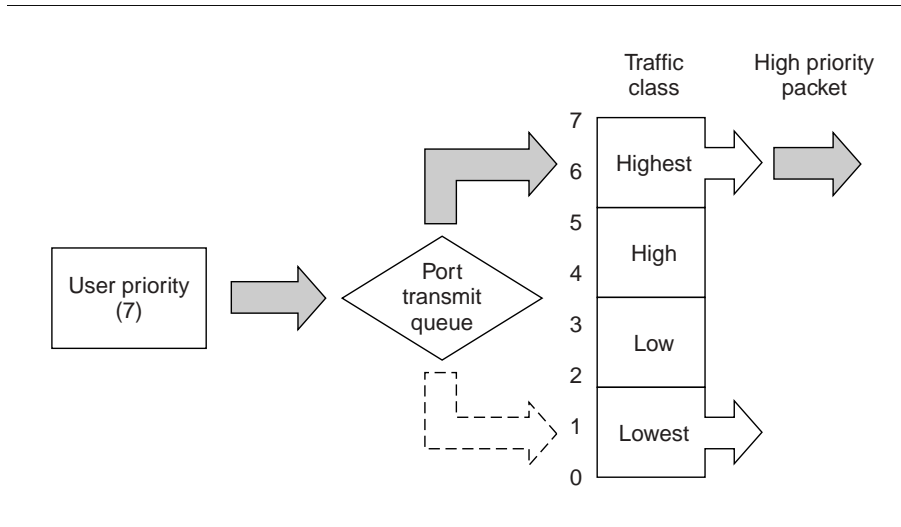 Traffic
class
High priority
packet
7
6
5
4
3
2
1
0
Highest
High
Low
Lowest
User priority
(7)
Port
transmit
queue